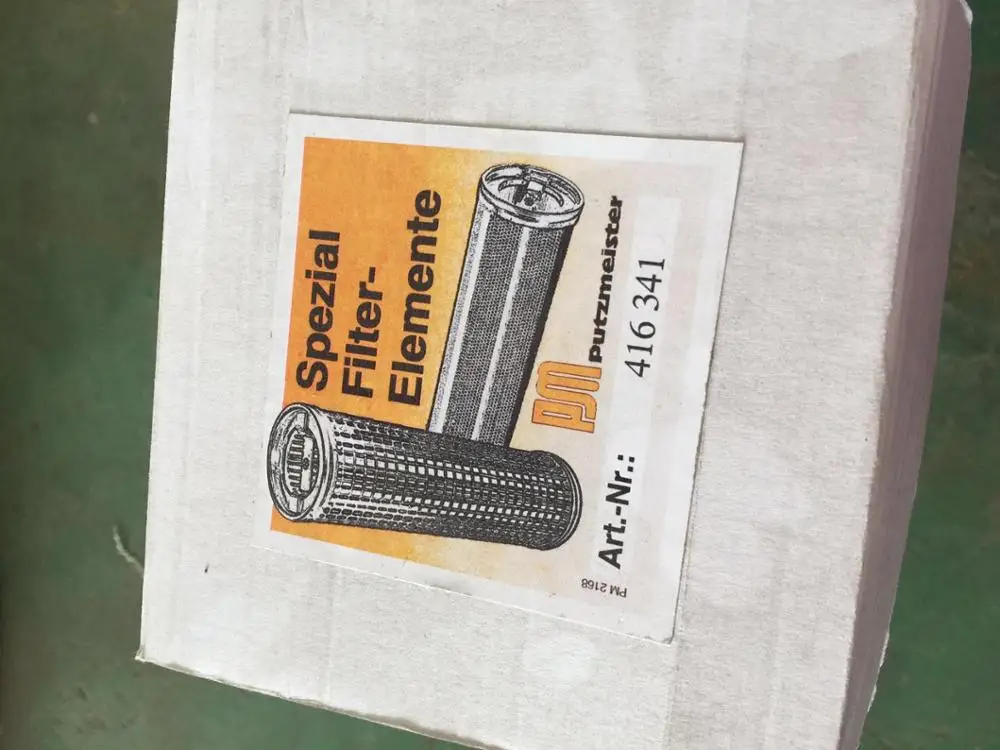 Spezial
Filter-
Elemente
PM Putzmeister
Art.-Nr.: 416 341
PM 2168